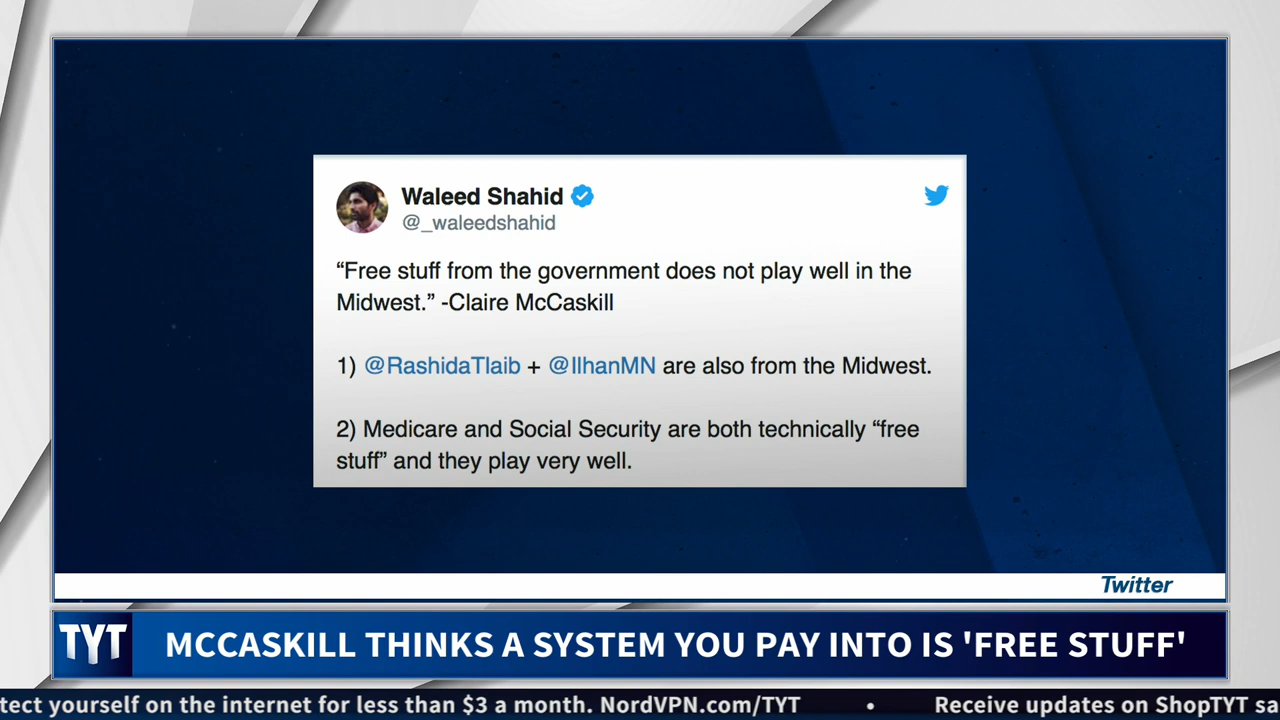 Waleed Shahid
@_waleedshahid
“Free stuff from the government does not play well in the
Midwest.” -Claire McCaskill
1) @RashidaTlaib + @IlhanMN are also from the Midwest.
2) Medicare and Social Security are both technically “free
stuff” and they play very well.
Twitter
TYT MCCASKILL THINKS A SYSTEM YOU PAY INTO IS 'FREE STUFF'
tect yourself on the internet for less than $3 a month. NordVPN.com/TYT • Receive updates on ShopTYT sa